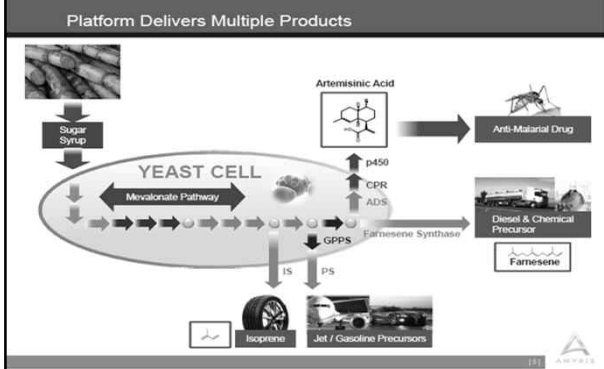 Platform Delivers Multiple Products
Artemisinic Acid
Sugar
Syrup
Anti-Malarial Drug
p450
YEAST CELL
CPR
Mevalonate Pathway
ADS
Farnesene Synthase
Diesel & Chemical
Precursor
GPPS
Farnesene
IS
PS
Isoprene
Jet / Gasoline Precursors
AMYRIS